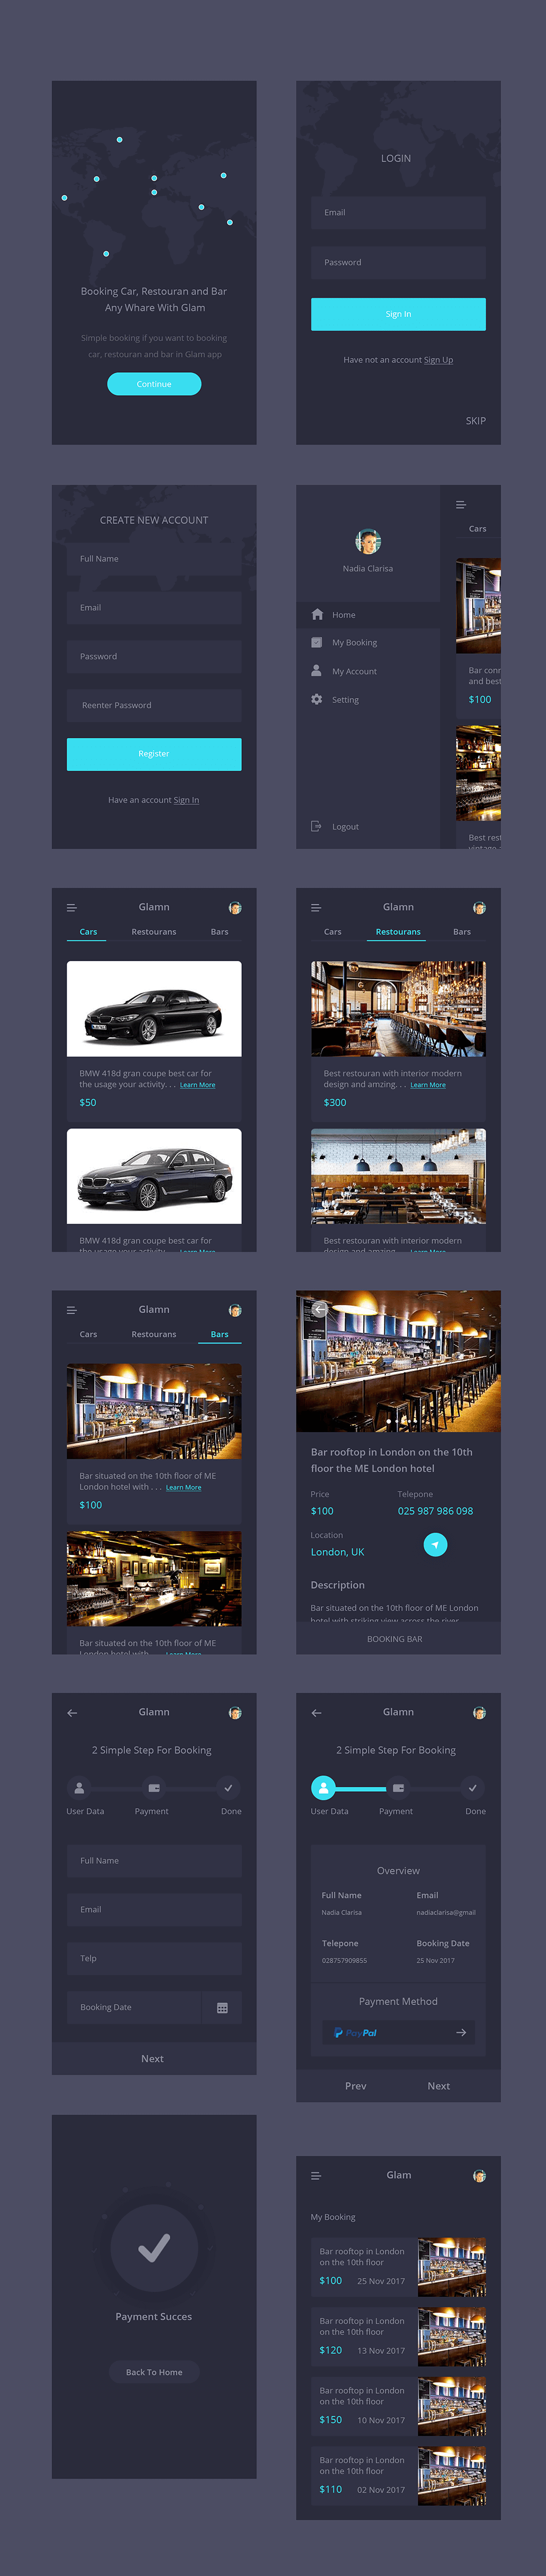 Booking Car, Restouran and Bar
Any Whare With Glam
Simple booking if you want to booking
car, restouran and bar in Glam app
Continue
LOGIN
Email
Password
Sign In
Have not an account Sign Up
SKIP
CREATE NEW ACCOUNT
Full Name
Email
Password
Reenter Password
Register
Have an account Sign In
Nadia Clarisa
Home
My Booking
My Account
Setting
Logout
Cars
Bar conr
and best
$100
Best rest
vintage
Glamn
Cars Restourans Bars
BMW 418d gran coupe best car for
the usage your activity. . . Learn More
$50
BMW 418d gran coupe best car for
the usage your activity. . . Learn More
Glamn
Cars Restourans Bars
Best restouran with interior modern
design and amzing. . . Learn More
$300
Best restouran with interior modern
design and amzing. . . Learn More
Glamn
Cars Restourans Bars
Bar situated on the 10th floor of ME
London hotel with . . . Learn More
$100
Bar situated on the 10th floor of ME
London hotel with . . . Learn More
Bar rooftop in London on the 10th
floor the ME London hotel
Price Telepone
$100 025 987 986 098
Location
London, UK
Description
Bar situated on the 10th floor of ME London
hotel with striking view across the river
BOOKING BAR
Glamn
2 Simple Step For Booking
User Data Payment Done
Full Name
Email
Telp
Booking Date
Next
Glamn
2 Simple Step For Booking
User Data Payment Done
Overview
Full Name Email
Nadia Clarisa nadiaclarisa@gmail
Telepone Booking Date
028757909855 25 Nov 2017
Payment Method
PayPal
Prev Next
Payment Succes
Back To Home
Glam
My Booking
Bar rooftop in London
on the 10th floor
$100 25 Nov 2017
Bar rooftop in London
on the 10th floor
$120 13 Nov 2017
Bar rooftop in London
on the 10th floor
$150 10 Nov 2017
Bar rooftop in London
on the 10th floor
$110 02 Nov 2017